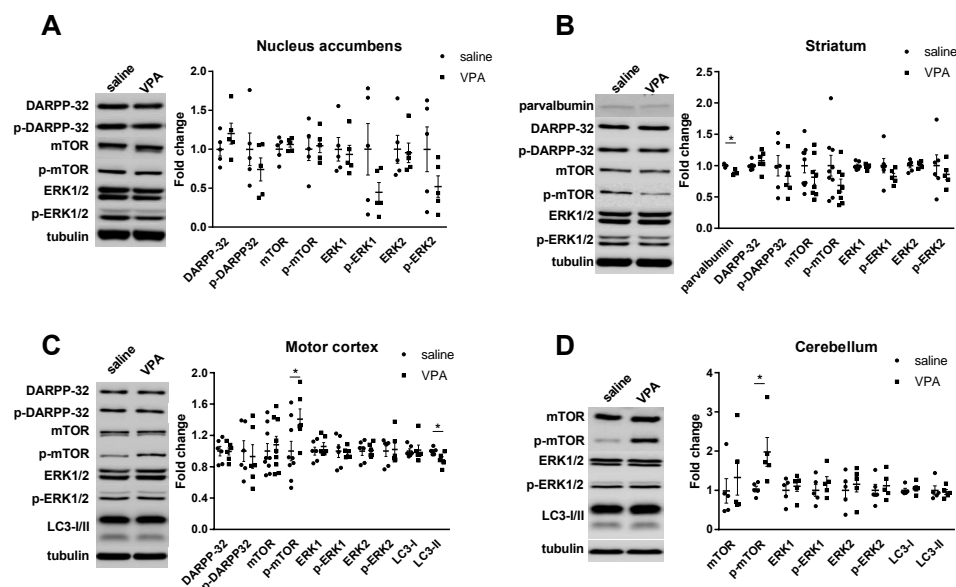 A
Nucleus accumbens
saline
VPA
saline
VPA
DARPP-32
p-DARPP-32
mTOR
p-mTOR
ERK1/2
p-ERK1/2
tubulin
Fold change
2.0
1.5
1.0
0.5
0.0
DARPP-32
p-DARPP32
mTOR
p-mTOR
ERK1
p-ERK1
ERK2
p-ERK2
B
Striatum
saline
VPA
saline
VPA
parvalbumin
DARPP-32
p-DARPP-32
mTOR
p-mTOR
ERK1/2
p-ERK1/2
tubulin
Fold change
2.5
2.0
1.5
1.0
0.5
0.0
*
parvalbumin
DARPP-32
p-DARPP32
mTOR
p-mTOR
ERK1
p-ERK1
ERK2
p-ERK2
C
Motor cortex
saline
VPA
saline
VPA
DARPP-32
p-DARPP-32
mTOR
p-mTOR
ERK1/2
p-ERK1/2
LC3-I/II
tubulin
Fold change
2.0
1.6
1.2
0.8
0.4
0.0
*
*
DARPP-32
p-DARPP32
mTOR
p-mTOR
ERK1
p-ERK1
ERK2
p-ERK2
LC3-I
LC3-II
D
Cerebellum
saline
VPA
saline
VPA
mTOR
p-mTOR
ERK1/2
p-ERK1/2
LC3-I/II
tubulin
Fold change
4
3
2
1
0
*
mTOR
p-mTOR
ERK1
p-ERK1
ERK2
p-ERK2
LC3-I
LC3-II